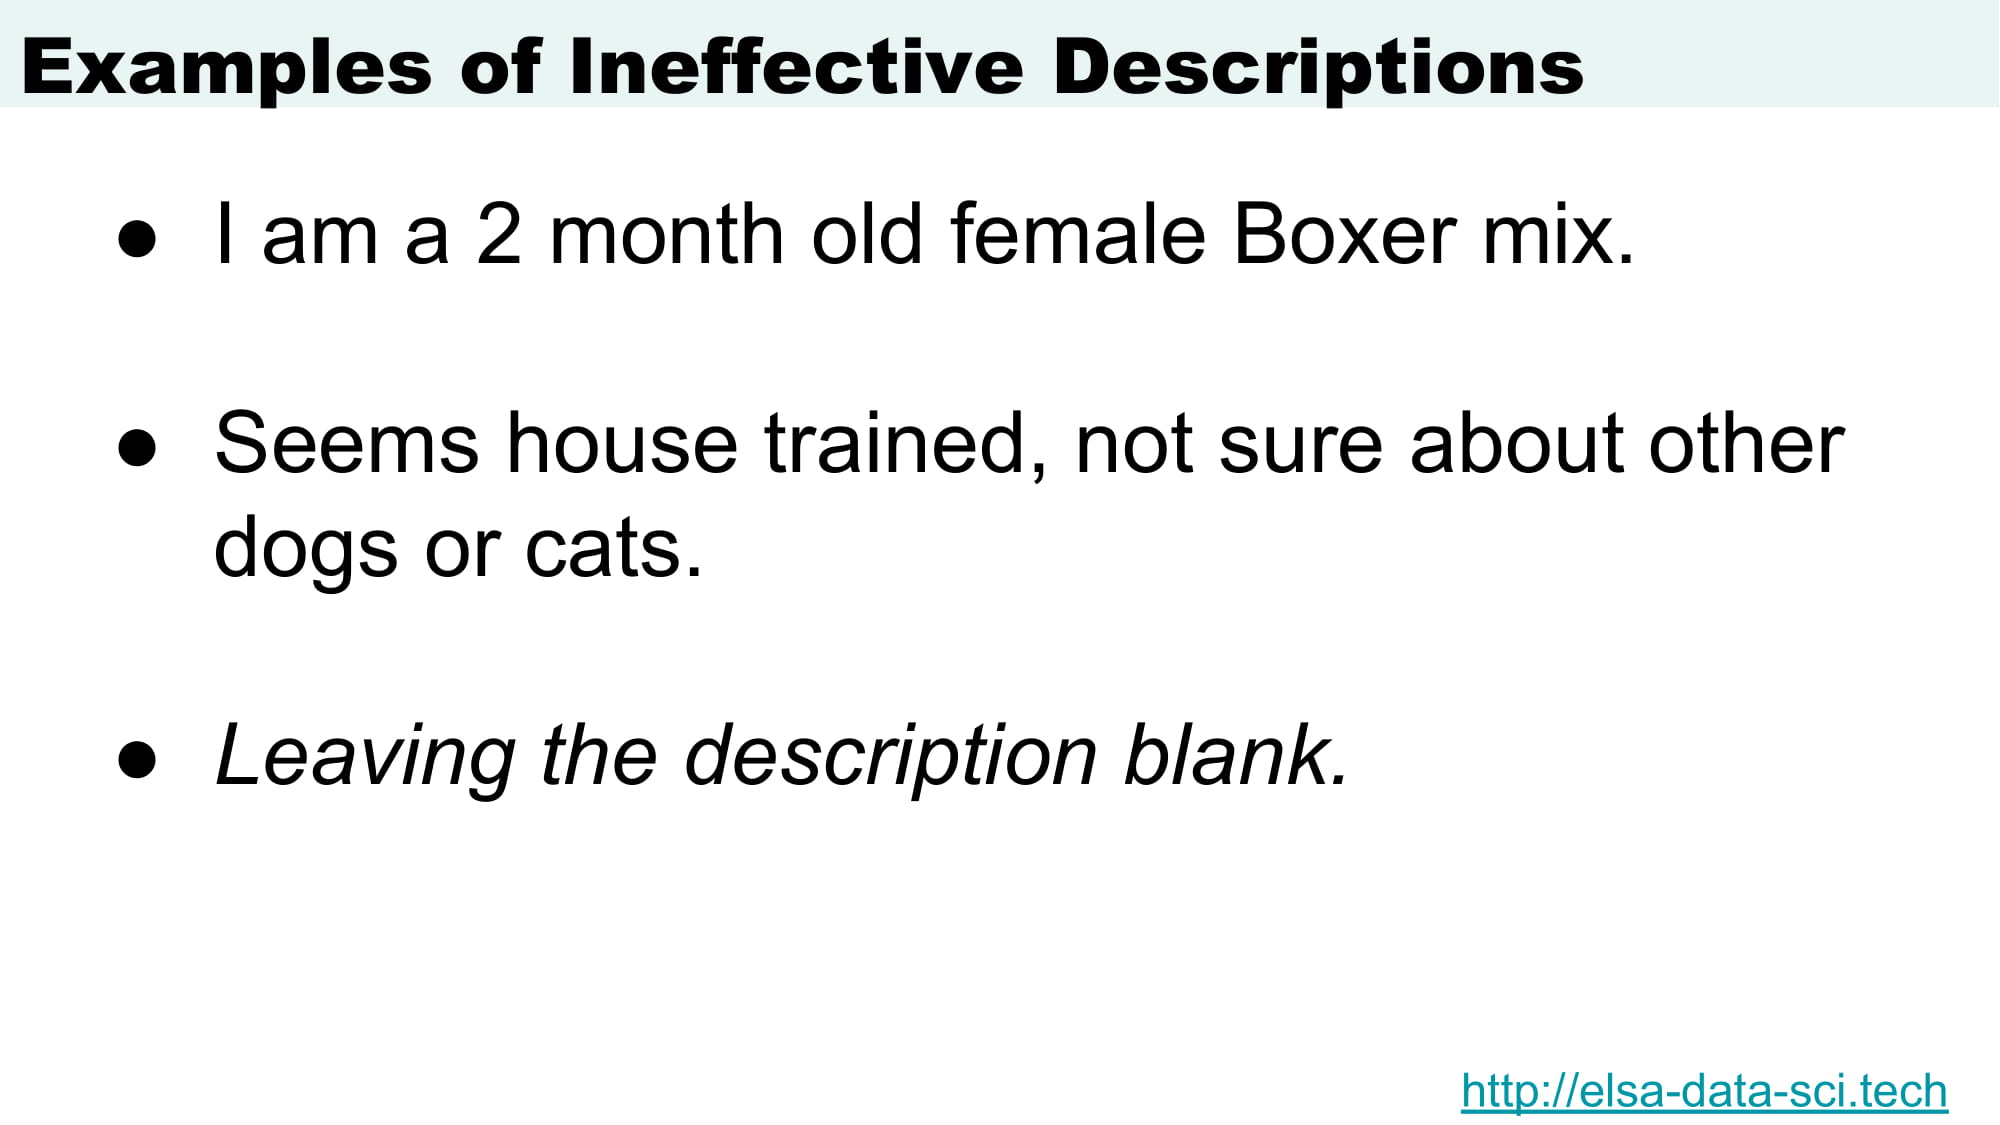 Examples of Ineffective Descriptions
● I am a 2 month old female Boxer mix.
● Seems house trained, not sure about other
dogs or cats.
● Leaving the description blank.
http://elsa-data-sci.tech